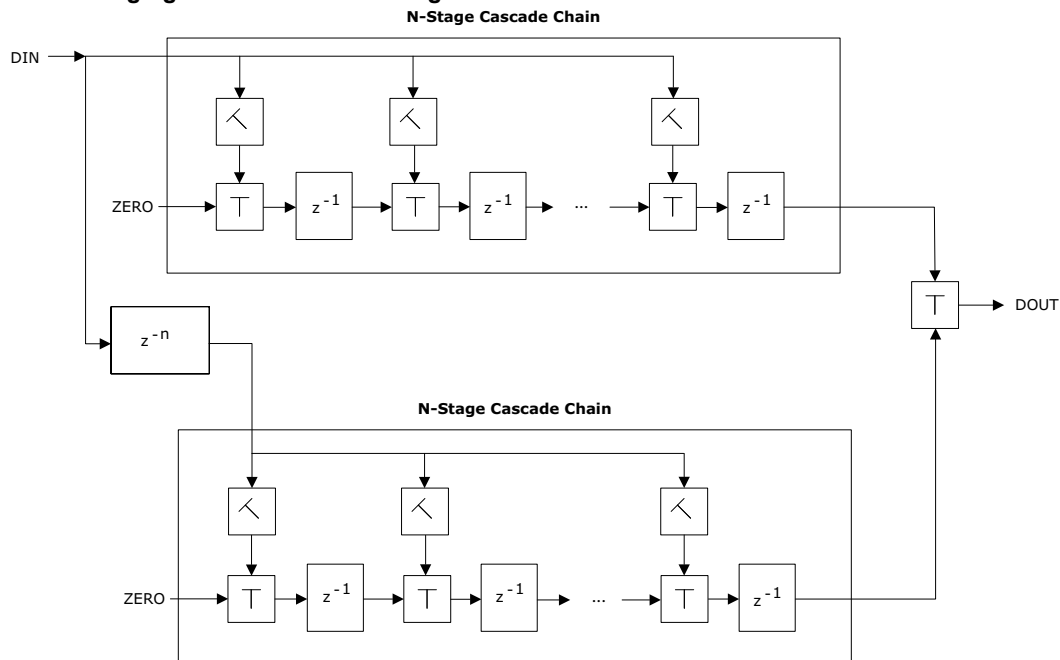 N-Stage Cascade Chain
DIN
ZERO
z-1
z-1
...
z-1
DOUT
z-n
N-Stage Cascade Chain
ZERO
z-1
z-1
...
z-1